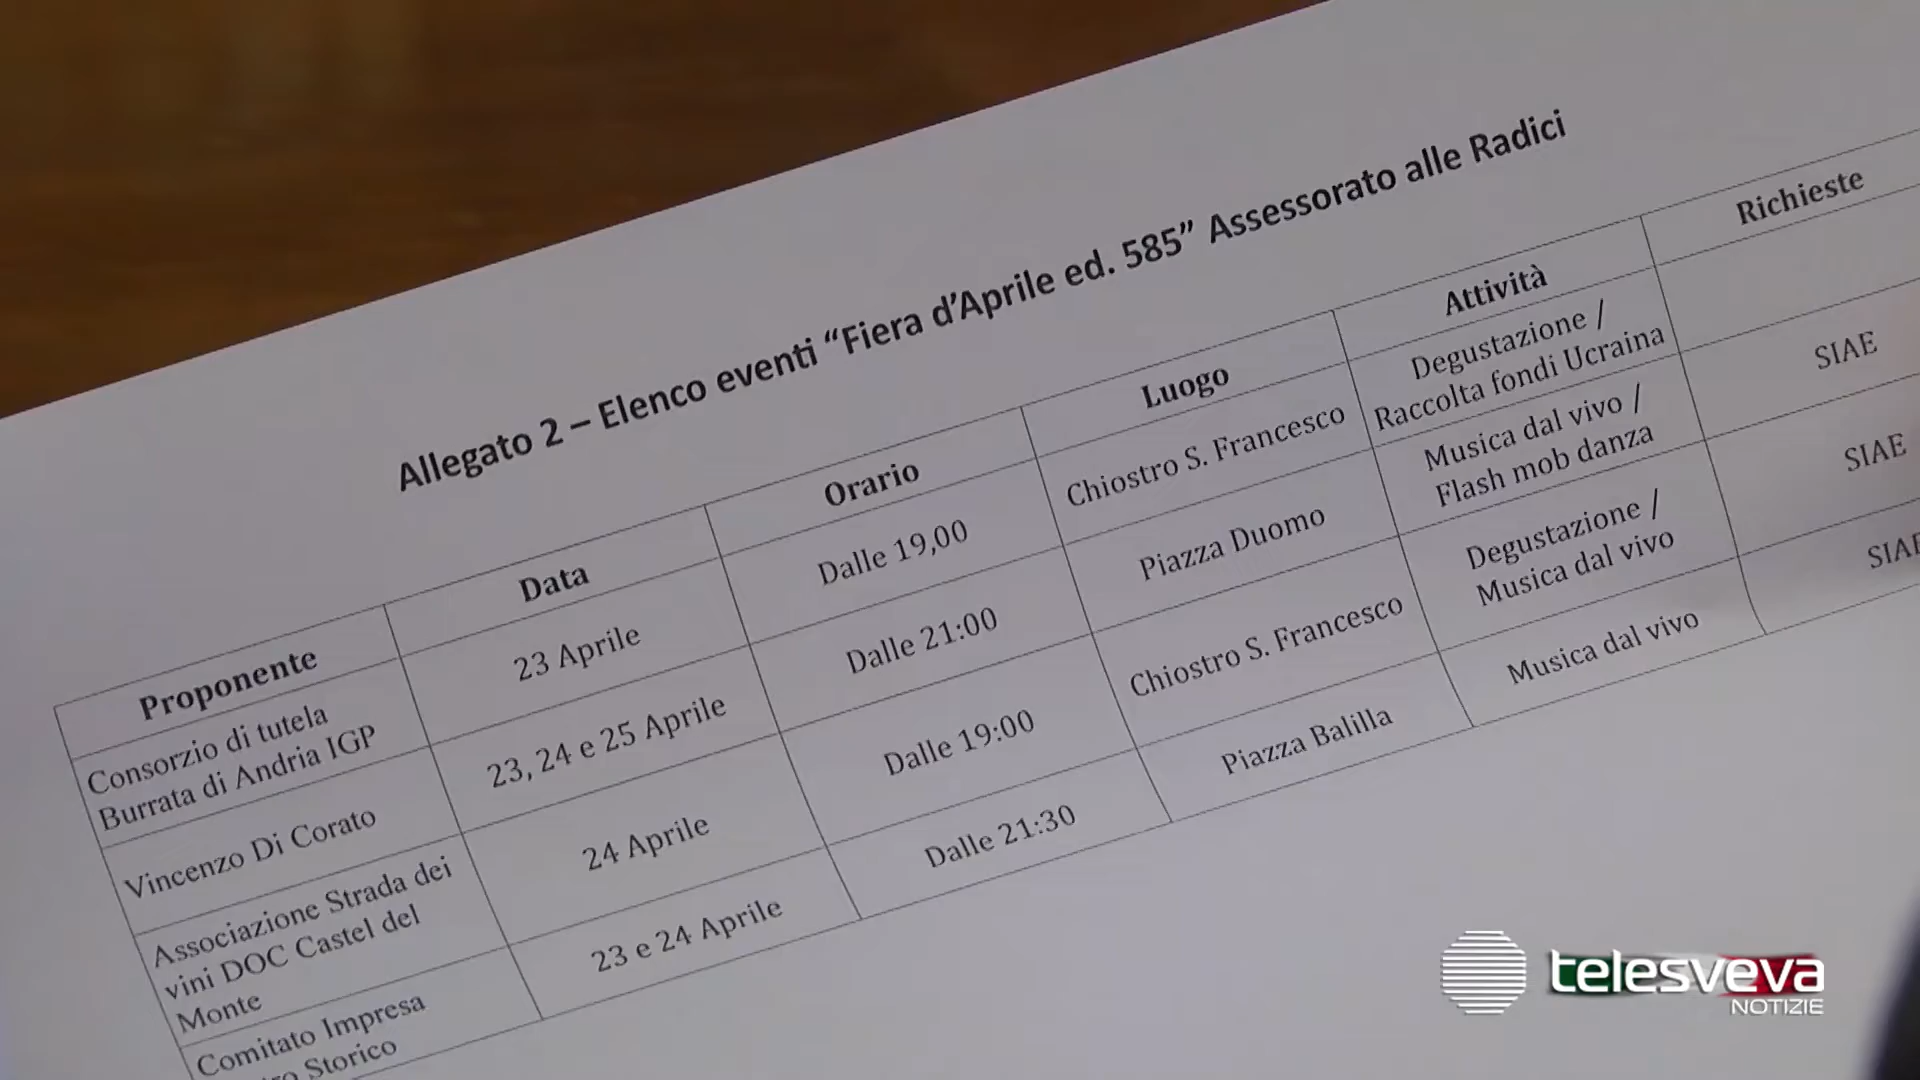 Allegato 2 – Elenco eventi “Fiera d’Aprile ed. 585” Assessorato alle Radici
Proponente Data Orario Luogo Attività Richieste
Consorzio di tutela
Burrata di Andria IGP
23 Aprile
Dalle 19,00
Chiostro S. Francesco
Degustazione /
Raccolta fondi Ucraina
Vincenzo Di Corato
23, 24 e 25 Aprile
Dalle 21:00
Piazza Duomo
Musica dal vivo /
Flash mob danza
SIAE
Associazione Strada dei
vini DOC Castel del
Monte
24 Aprile
Dalle 19:00
Chiostro S. Francesco
Degustazione /
Musica dal vivo
SIAE
Comitato Impresa
Storico
23 e 24 Aprile
Dalle 21:30
Piazza Balilla
Musica dal vivo
SIAE
telesveva
NOTIZIE